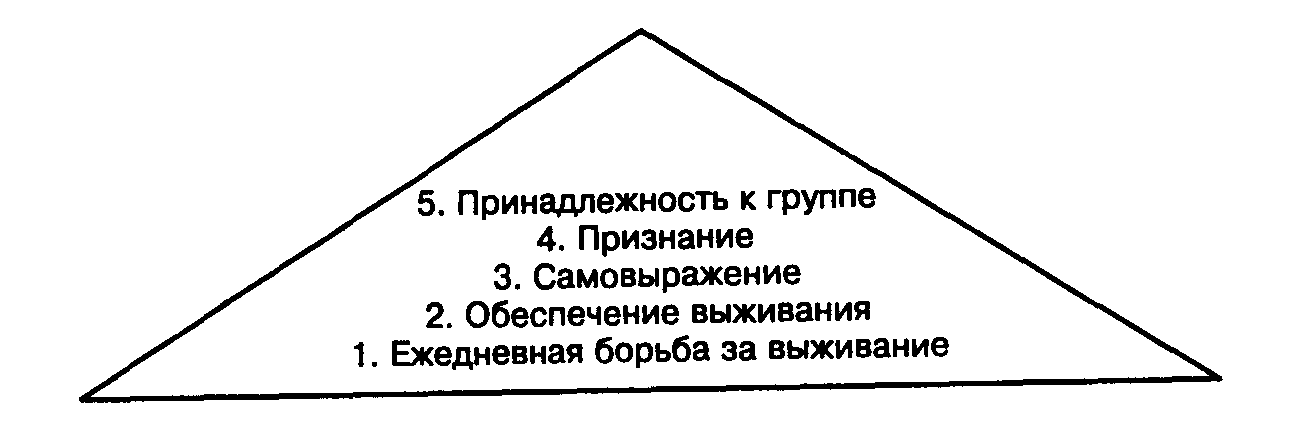 5. Принадлежность к группе
4. Признание
3. Самовыражение
2. Обеспечение выживания
1. Ежедневная борьба за выживание